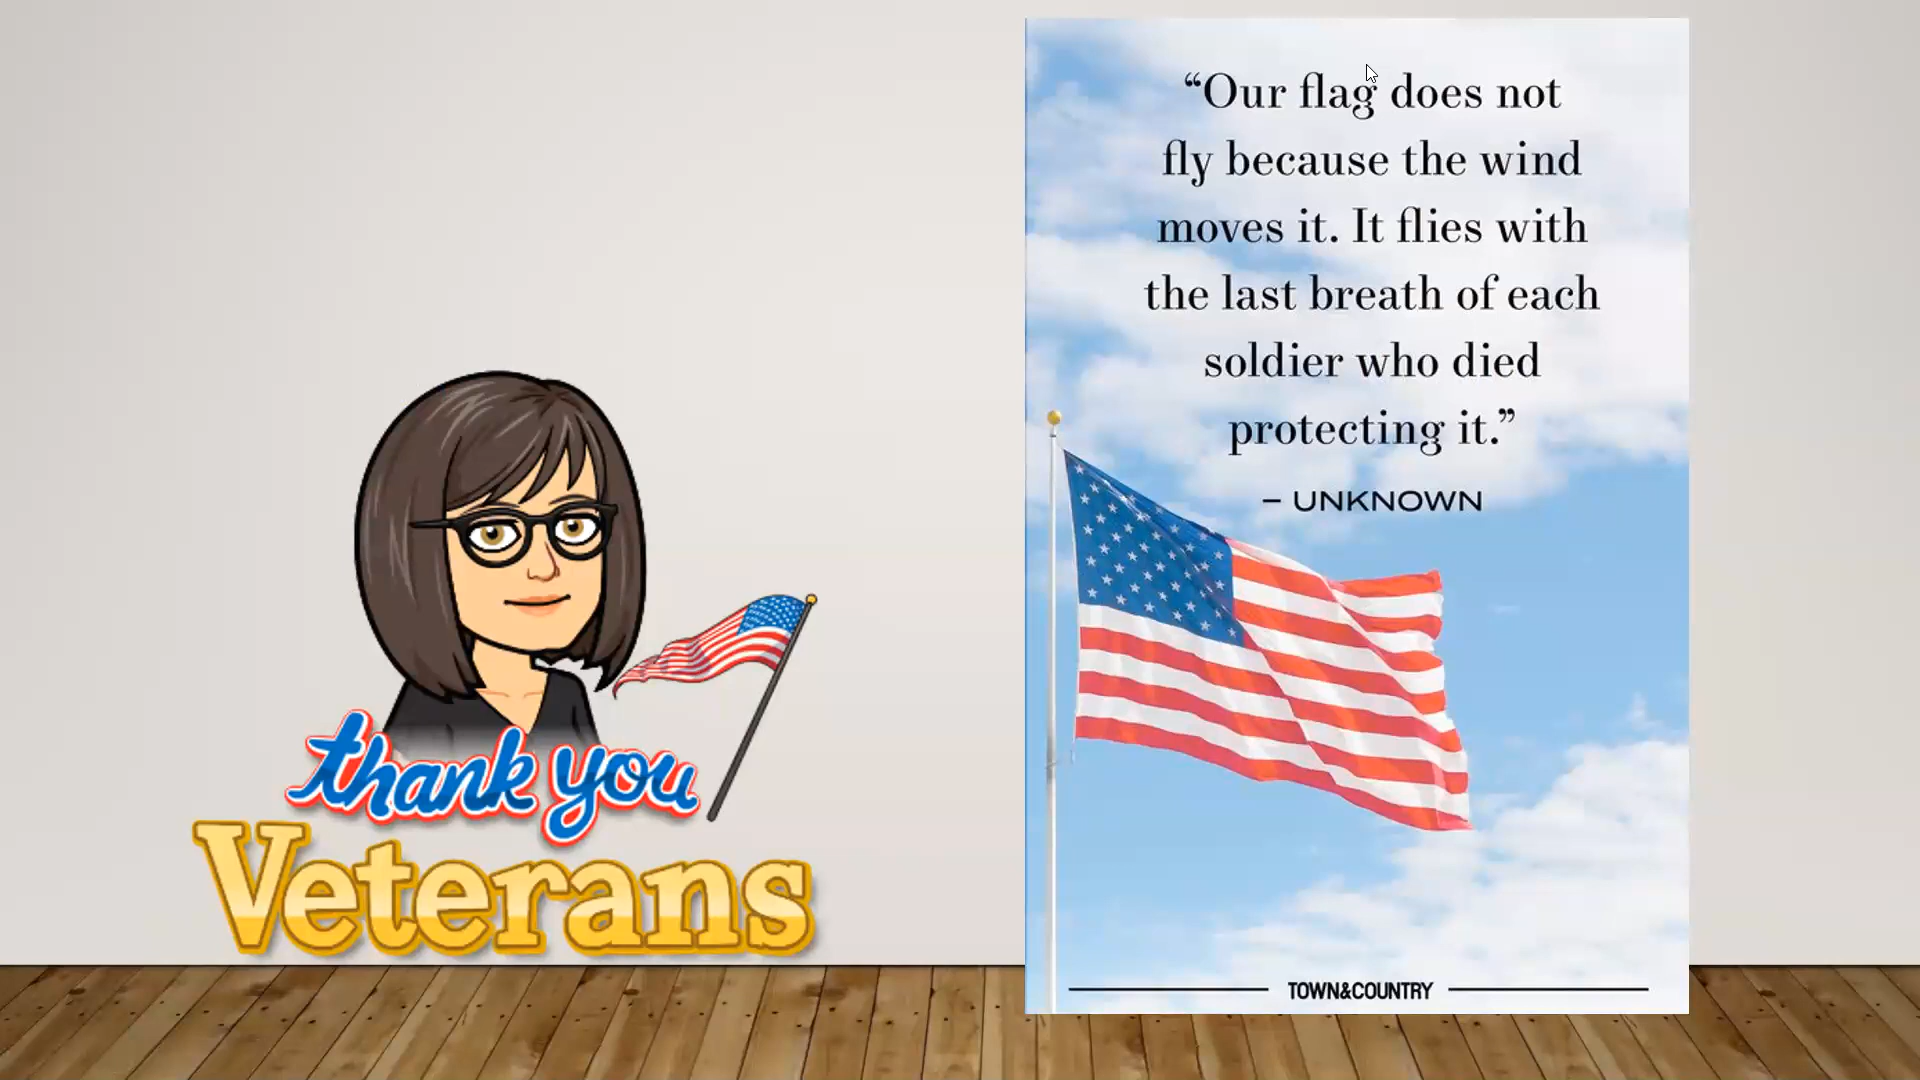 “Our flag does not
fly because the wind
moves it. It flies with
the last breath of each
soldier who died
protecting it.”
– UNKNOWN
TOWN&COUNTRY
thank you
Veterans